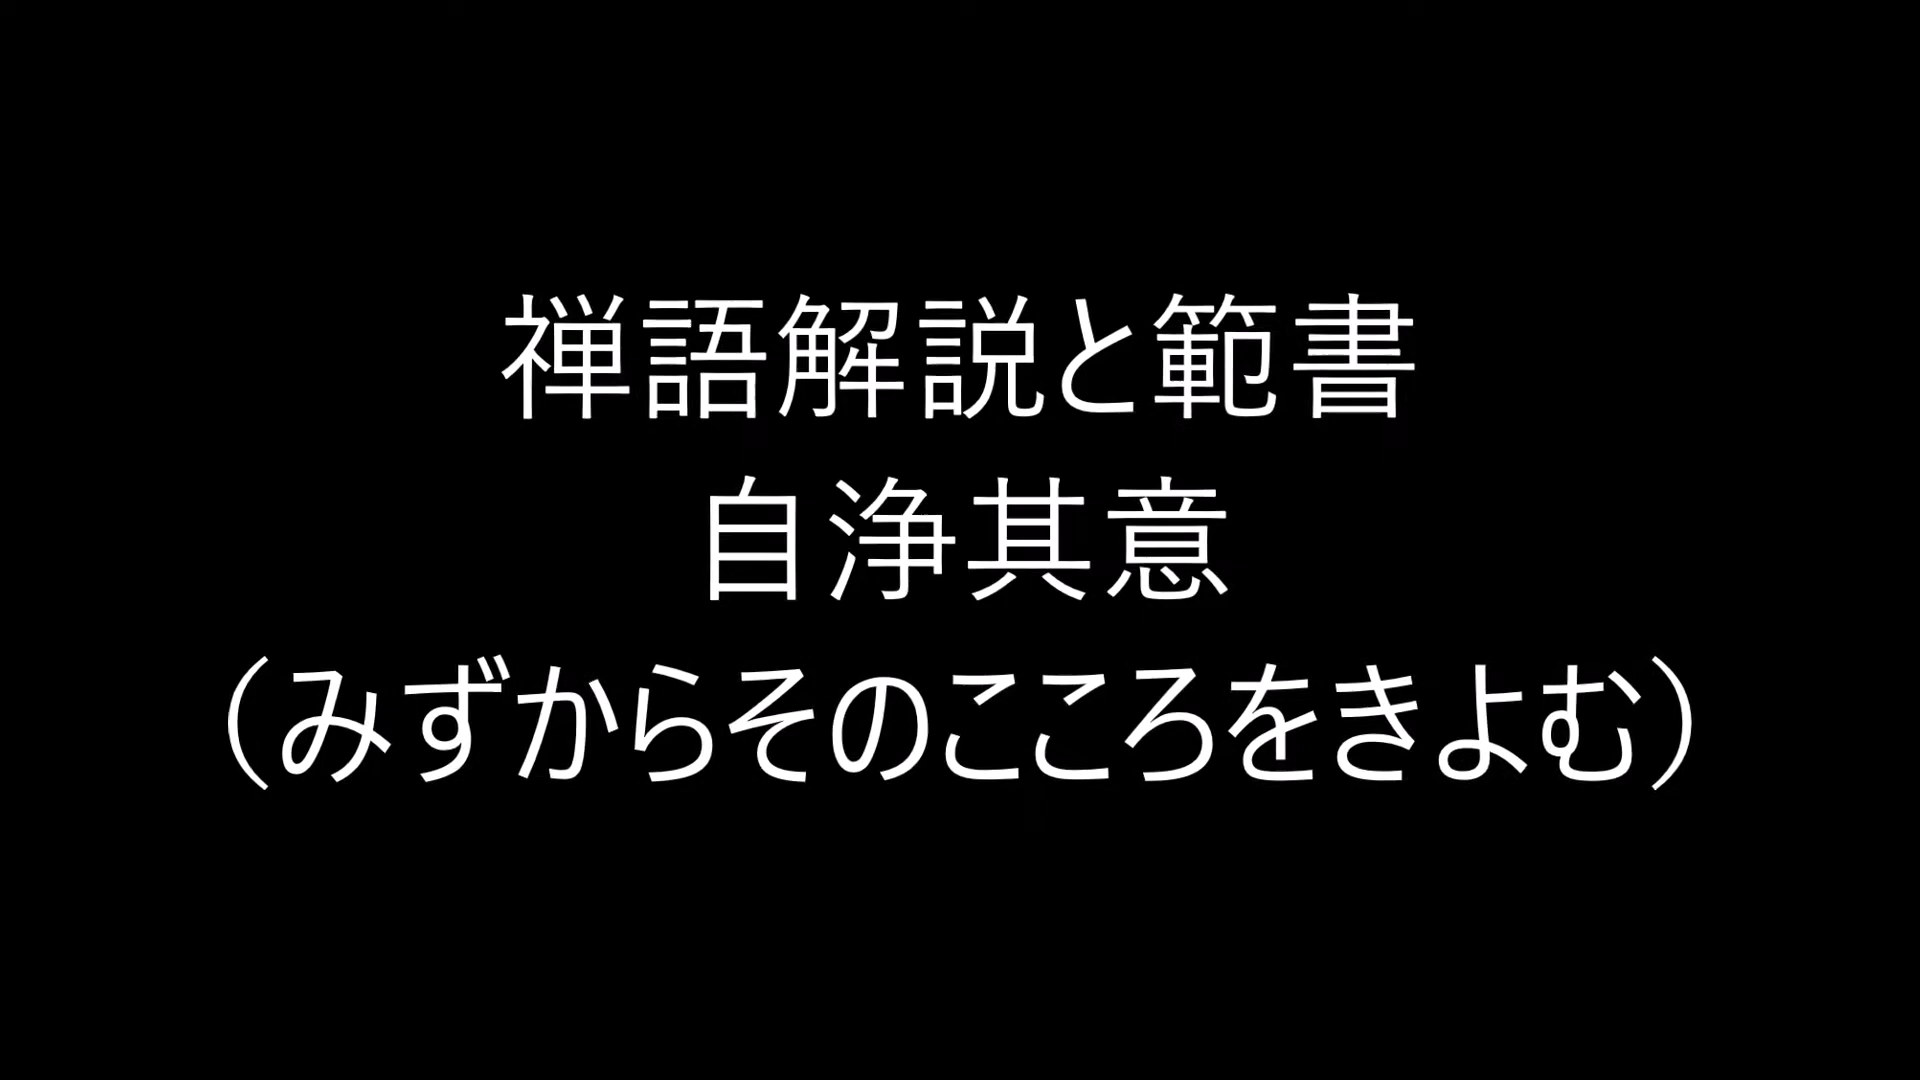 禅語解説と範書
自浄其意
（みずからそのこころをきよむ）